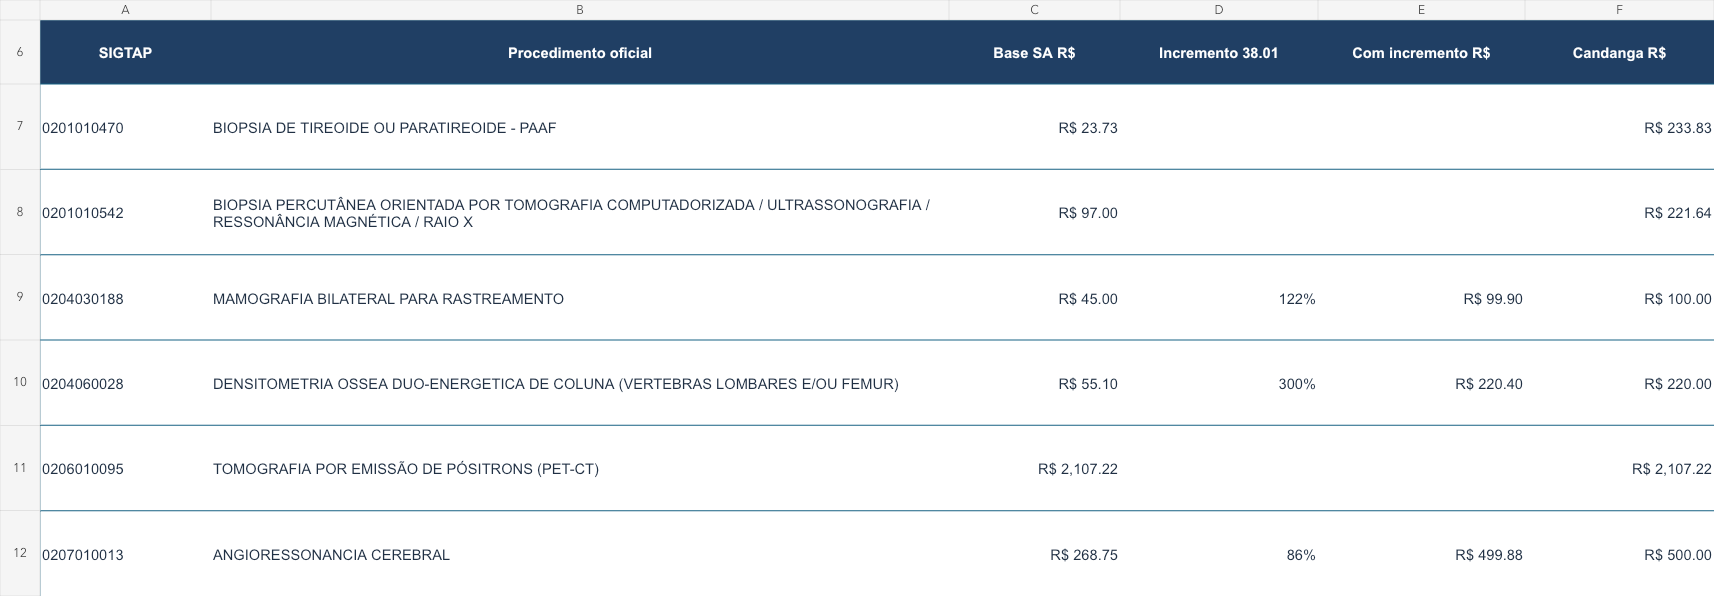 A B C D E F
6 SIGTAP Procedimento oficial Base SA R$ Incremento 38.01 Com incremento R$ Candanga R$
7 0201010470 BIOPSIA DE TIREOIDE OU PARATIREOIDE - PAAF R$ 23.73 R$ 233.83
8 0201010542 BIOPSIA PERCUTÂNEA ORIENTADA POR TOMOGRAFIA COMPUTADORIZADA / ULTRASSONOGRAFIA /
RESSONÂNCIA MAGNÉTICA / RAIO X R$ 97.00 R$ 221.64
9 0204030188 MAMOGRAFIA BILATERAL PARA RASTREAMENTO R$ 45.00 122% R$ 99.90 R$ 100.00
10 0204060028 DENSITOMETRIA OSSEA DUO-ENERGETICA DE COLUNA (VERTEBRAS LOMBARES E/OU FEMUR) R$ 55.10 300% R$ 220.40 R$ 220.00
11 0206010095 TOMOGRAFIA POR EMISSÃO DE PÓSITRONS (PET-CT) R$ 2,107.22 R$ 2,107.22
12 0207010013 ANGIORESSONANCIA CEREBRAL R$ 268.75 86% R$ 499.88 R$ 500.00